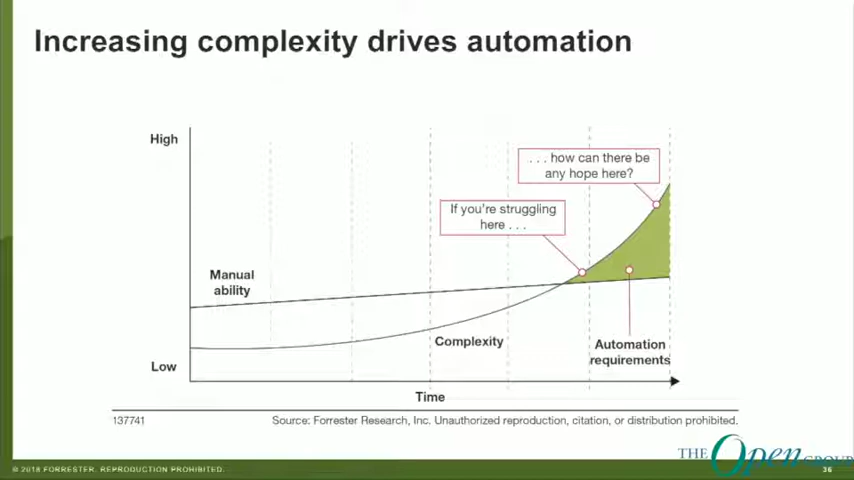 Increasing complexity drives automation
High
. . . how can there be
any hope here?
If you're struggling
here . . .
Manual
ability
Complexity
Automation
requirements
Low
Time
137741
Source: Forrester Research, Inc. Unauthorized reproduction, citation, or distribution prohibited.
© 2018 FORRESTER. REPRODUCTION PROHIBITED.
THE Open GROUP
36